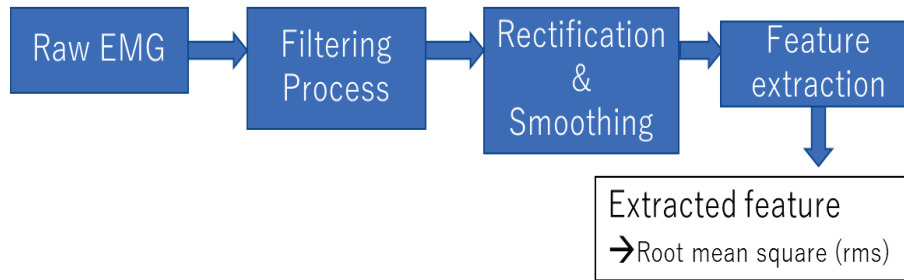 Raw EMG
Filtering
Process
Rectification
&
Smoothing
Feature
extraction
Extracted feature
→Root mean square (rms)